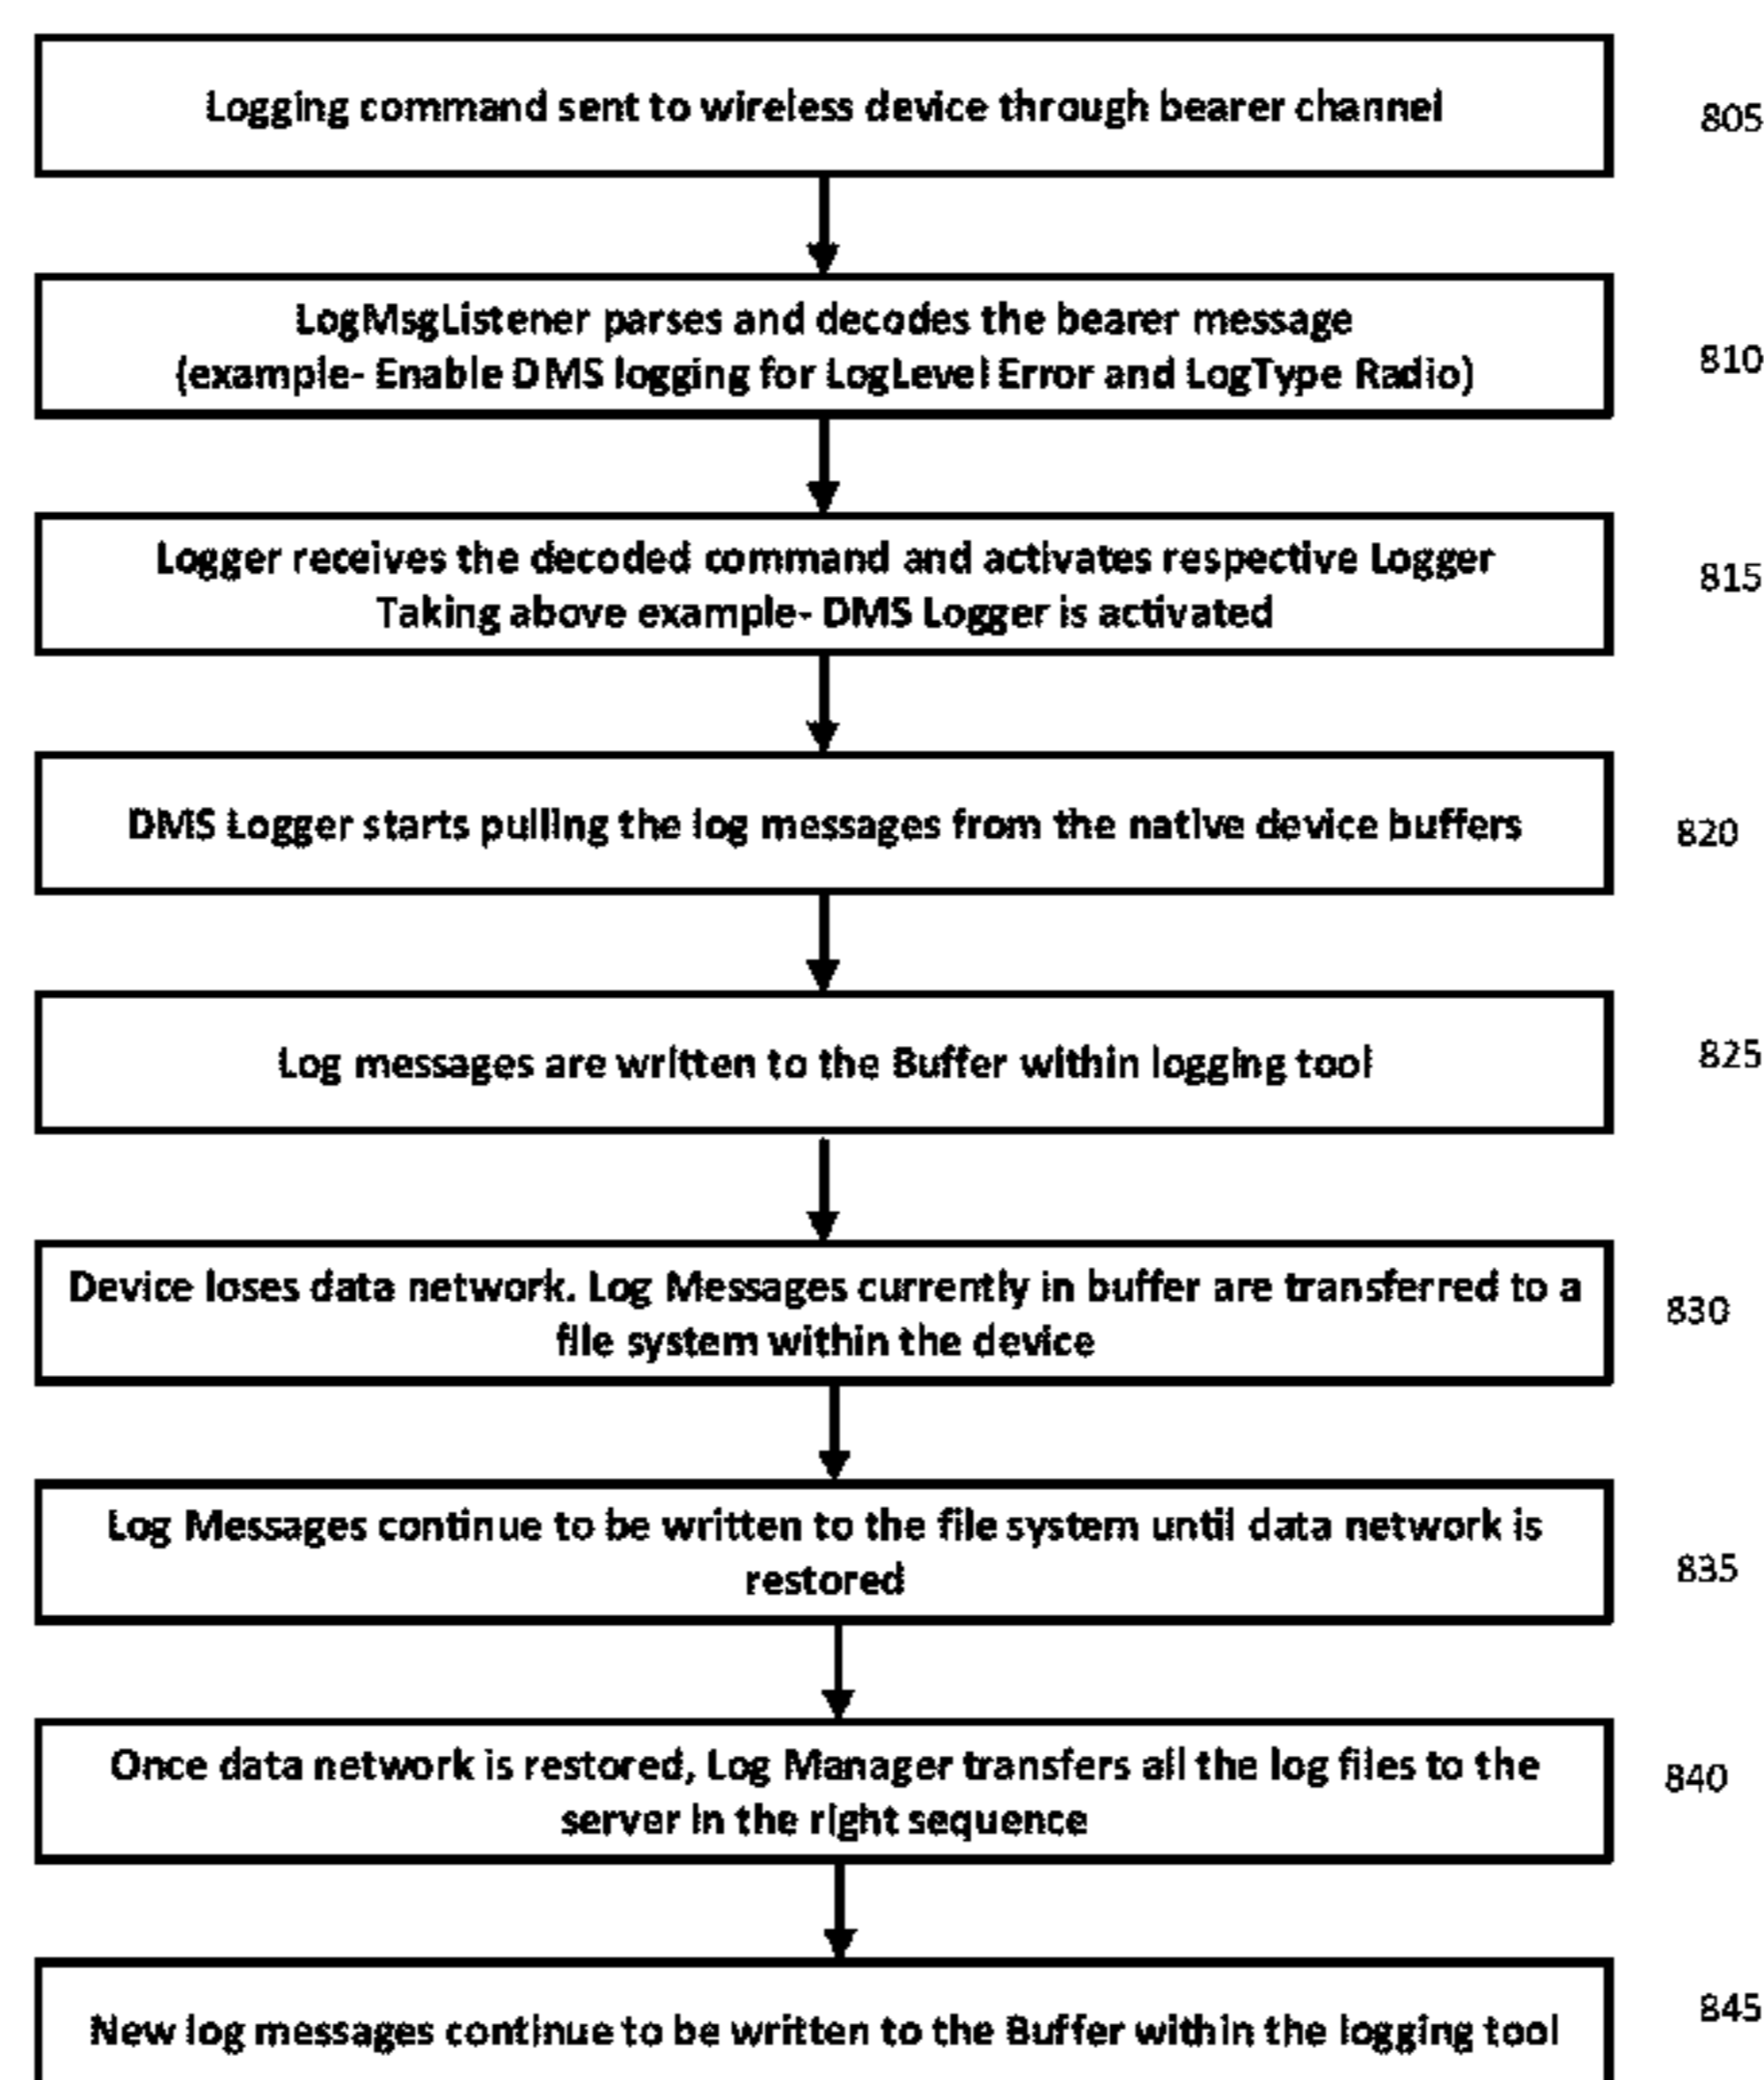 Logging command sent to wireless device through bearer channel
805
LogMsgListener parses and decodes the bearer message
(example- Enable DMS logging for LogLevel Error and LogType Radio)
810
Logger receives the decoded command and activates respective Logger
Taking above example- DMS Logger is activated
815
DMS Logger starts pulling the log messages from the native device buffers
820
Log messages are written to the Buffer within logging tool
825
Device loses data network. Log Messages currently in buffer are transferred to a
file system within the device
830
Log Messages continue to be written to the file system until data network is
restored
835
Once data network is restored, Log Manager transfers all the log files to the
server in the right sequence
840
New log messages continue to be written to the Buffer within the logging tool
845